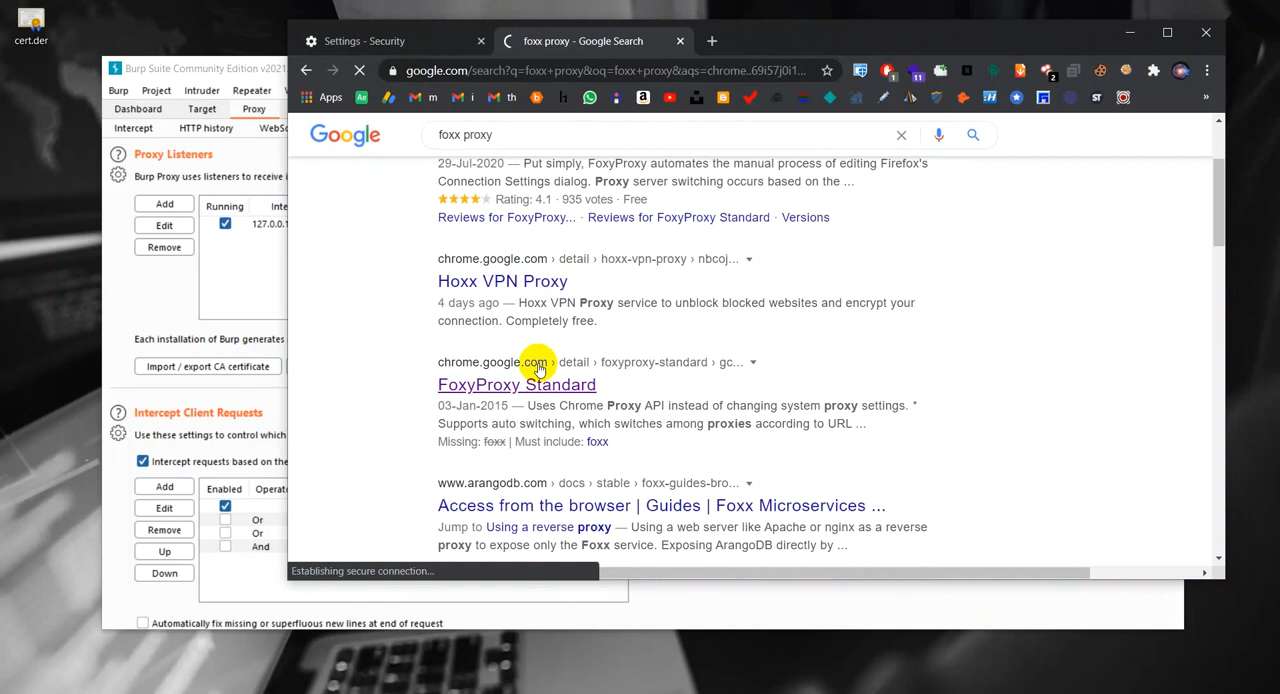 cert.der
Settings - Security
foxx proxy - Google Search
Burp Suite Community Edition v2021.
google.com/search?q=foxx+proxy&oq=foxx+proxy&aqs=chrome..69i57j0i1...
1
11
2
Burp Project Intruder Repeater
Apps
M m
M i
M th
ST
»
Dashboard Target Proxy
Intercept HTTP history WebSo
Google
foxx proxy
Proxy Listeners
Burp Proxy uses listeners to receive i
Add
Edit
Remove
Running Inte
127.0.0.1
Each installation of Burp generates
Import / export CA certificate
Intercept Client Requests
Use these settings to control which
Intercept requests based on the
Add
Edit
Remove
Up
Down
Enabled Operato
Or
Or
And
Automatically fix missing or superfluous new lines at end of request
29-Jul-2020 — Put simply, FoxyProxy automates the manual process of editing Firefox's
Connection Settings dialog. Proxy server switching occurs based on the ...
Rating: 4.1 · 935 votes · Free
Reviews for FoxyProxy... · Reviews for FoxyProxy Standard · Versions
chrome.google.com › detail › hoxx-vpn-proxy › nbcoj...
Hoxx VPN Proxy
4 days ago — Hoxx VPN Proxy service to unblock blocked websites and encrypt your
connection. Completely free.
chrome.google.com › detail › foxyproxy-standard › gc...
FoxyProxy Standard
03-Jan-2015 — Uses Chrome Proxy API instead of changing system proxy settings. *
Supports auto switching, which switches among proxies according to URL ...
Missing: foxx | Must include: foxx
www.arangodb.com › docs › stable › foxx-guides-bro...
Access from the browser | Guides | Foxx Microservices ...
Jump to Using a reverse proxy — Using a web server like Apache or nginx as a reverse
proxy to expose only the Foxx service. Exposing ArangoDB directly by ...
Establishing secure connection...